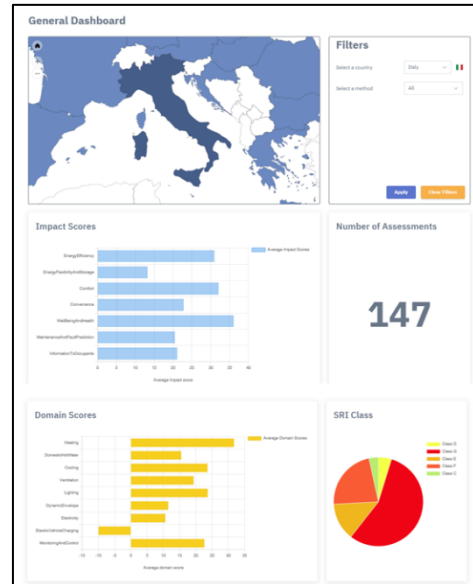 General Dashboard
Filters
Select a country
Italy
Select a method
All
Apply
Clear Filters
Impact Scores
Average Impact Scores
EnergyEfficiency
EnergyFlexibilityAndStorage
Comfort
Convenience
WellBeingAndHealth
MaintenanceAndFaultPrediction
InformationToOccupants
0 5 10 15 20 25 30 35 40
Average impact score
Number of Assessments
147
Domain Scores
Average Domain Scores
Heating
DomesticHotWater
Cooling
Ventilation
Lighting
DynamicEnvelope
Electricity
ElectricVehicleCharging
MonitoringAndControl
-10 -5 0 5 10 15 20 25 30 35
Average domain score
SRI Class
Class D
Class G
Class E
Class F
Class C